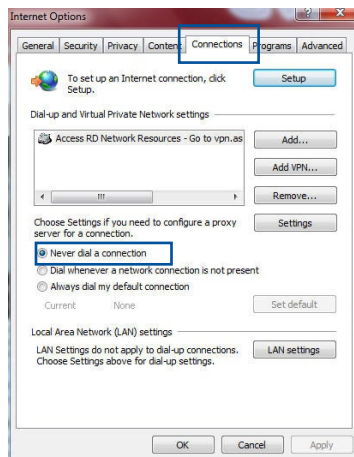 Internet Options
General Security Privacy Content Connections Programs Advanced
To set up an Internet connection, click Setup.
Setup
Dial-up and Virtual Private Network settings
Access RD Network Resources - Go to vpn.as
Add...
Add VPN...
Remove...
Choose Settings if you need to configure a proxy
server for a connection.
Settings
Never dial a connection
Dial whenever a network connection is not present
Always dial my default connection
Current None
Set default
Local Area Network (LAN) settings
LAN Settings do not apply to dial-up connections.
Choose Settings above for dial-up settings.
LAN settings
OK Cancel Apply